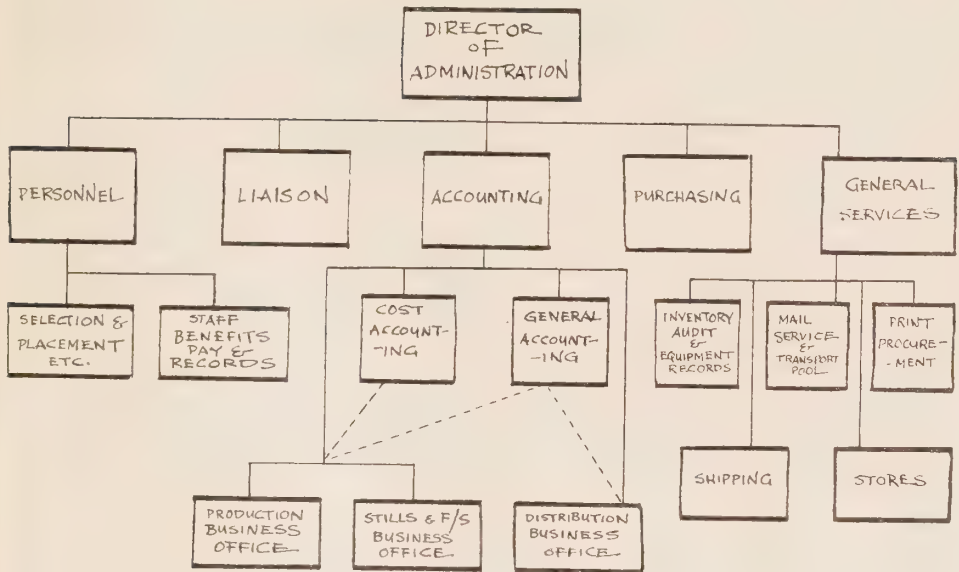 DIRECTOR
OF
ADMINISTRATION
PERSONNEL
LIAISON
ACCOUNTING
PURCHASING
GENERAL
SERVICES
SELECTION &
PLACEMENT
ETC.
STAFF
BENEFITS
PAY &
RECORDS
COST
ACCOUNT-
-ING
GENERAL
ACCOUNT-
-ING
INVENTORY
AUDIT
&
EQUIPMENT
RECORDS
MAIL
SERVICE
&
TRANSPORT
POOL
PRINT
PROCURE-
-MENT
SHIPPING
STORES
PRODUCTION
BUSINESS
OFFICE
STILLS & F/S
BUSINESS
OFFICE
DISTRIBUTION
BUSINESS
OFFICE